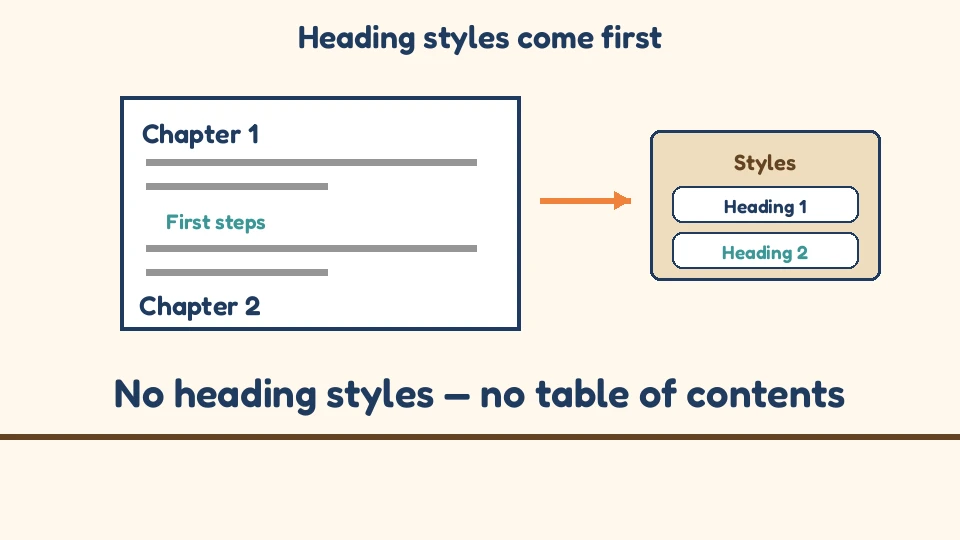 Heading styles come first
Chapter 1
First steps
Chapter 2
Styles
Heading 1
Heading 2
No heading styles — no table of contents